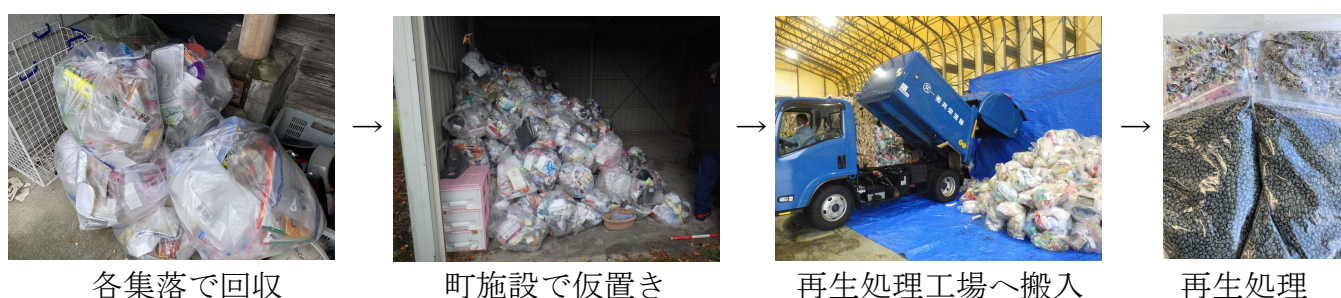 各集落で回収 → 町施設で仮置き → 再生処理工場へ搬入 → 再生処理